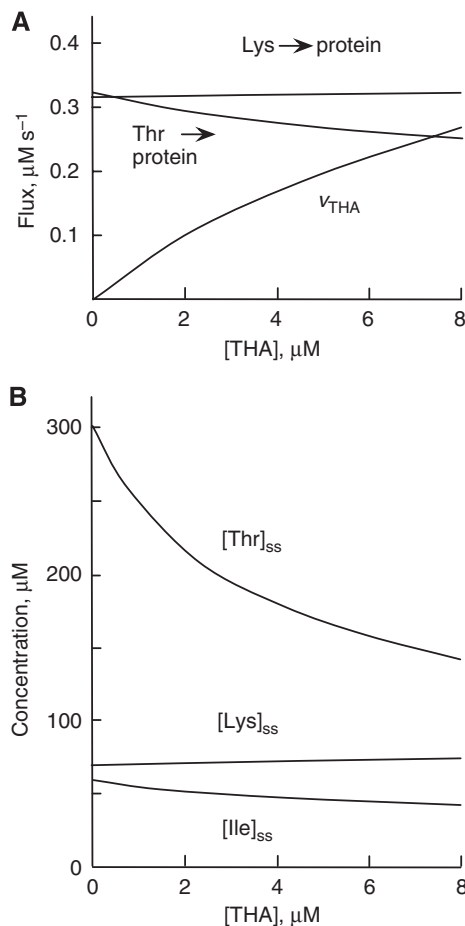 A
Flux, µM s⁻¹
0.4
0.3
0.2
0.1
Lys → protein
Thr →
protein
vTHA
0 2 4 6 8
[THA], µM
B
Concentration, µM
300
200
100
0
[Thr]ss
[Lys]ss
[Ile]ss
0 2 4 6 8
[THA], µM